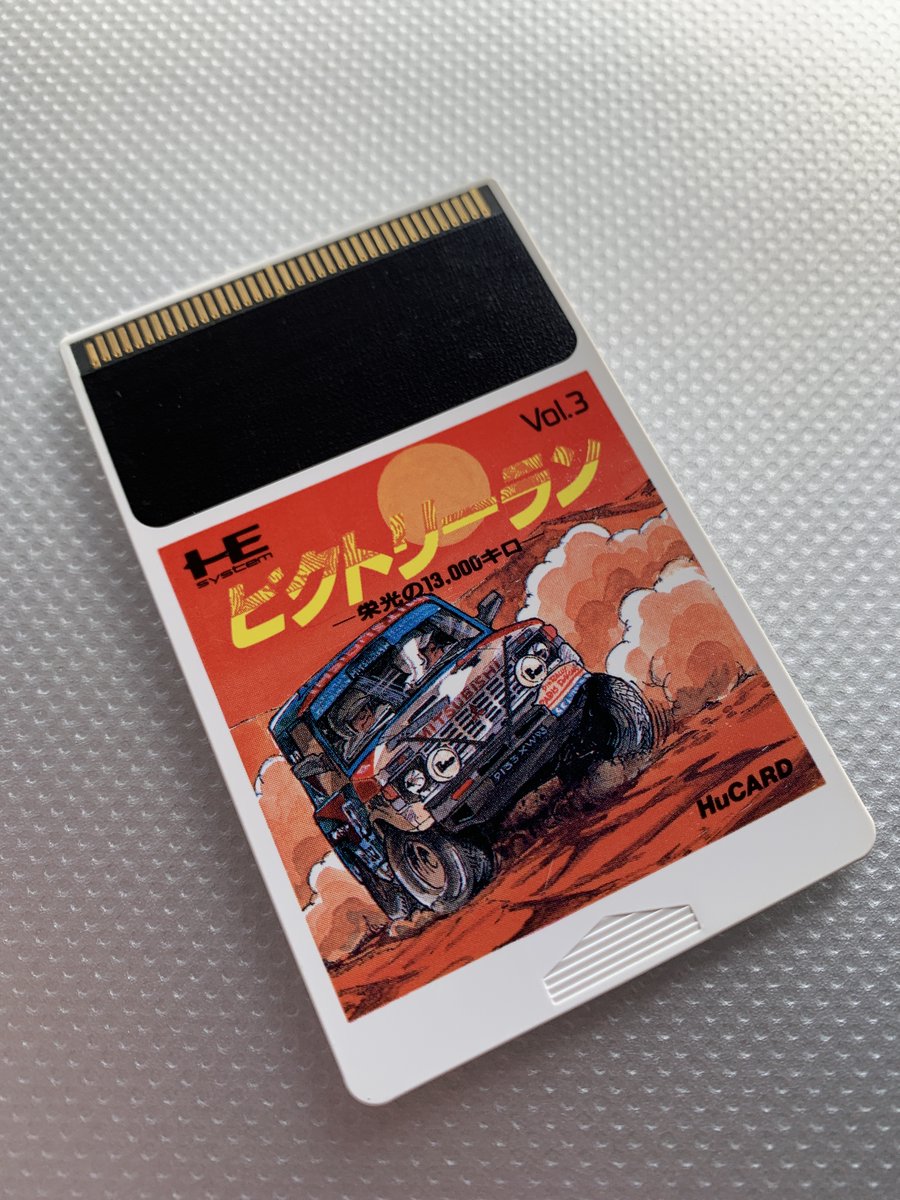 Vol.3
HE
system
ビクトリーラン
—栄光の13.000キロ—
MITSUBISHI
HuCARD